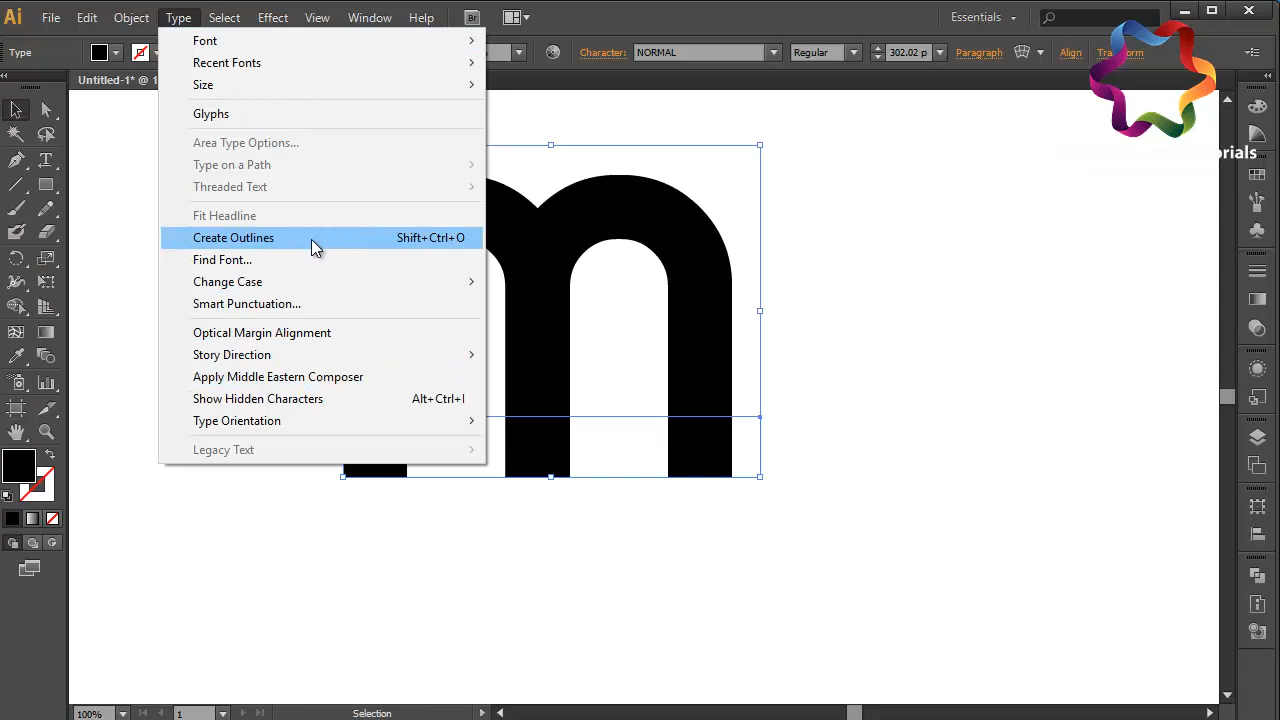 Ai File Edit Object Type Select Effect View Window Help Br Essentials
Type Character: NORMAL Regular 302.02 p Paragraph Align Transform
Untitled-1* @ 1
Font
Recent Fonts
Size
Glyphs
Area Type Options...
Type on a Path
Threaded Text
Fit Headline
Create Outlines Shift+Ctrl+O
Find Font...
Change Case
Smart Punctuation...
Optical Margin Alignment
Story Direction
Apply Middle Eastern Composer
Show Hidden Characters Alt+Ctrl+I
Type Orientation
Legacy Text
m
100% 1 Selection